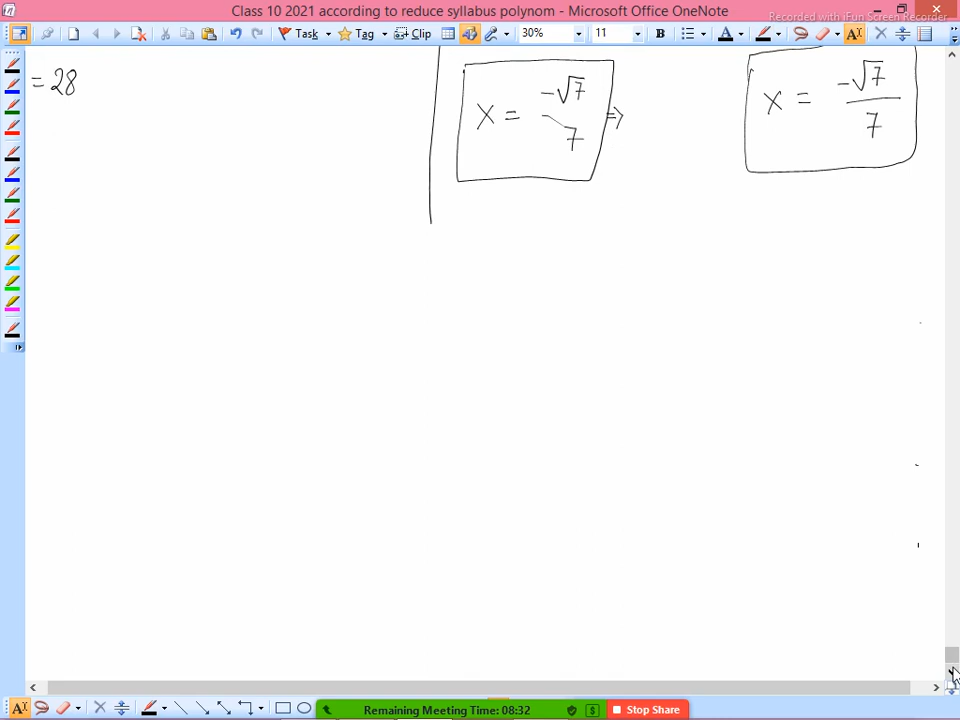 Class 10 2021 according to reduce syllabus polynom - Microsoft Office OneNote
Recorded with iFun Screen Recorder
Task Tag Clip 30% 11 B A
= 28
x = -√7 / 7 ⇒
x = -√7 / 7
Remaining Meeting Time: 08:32 Stop Share